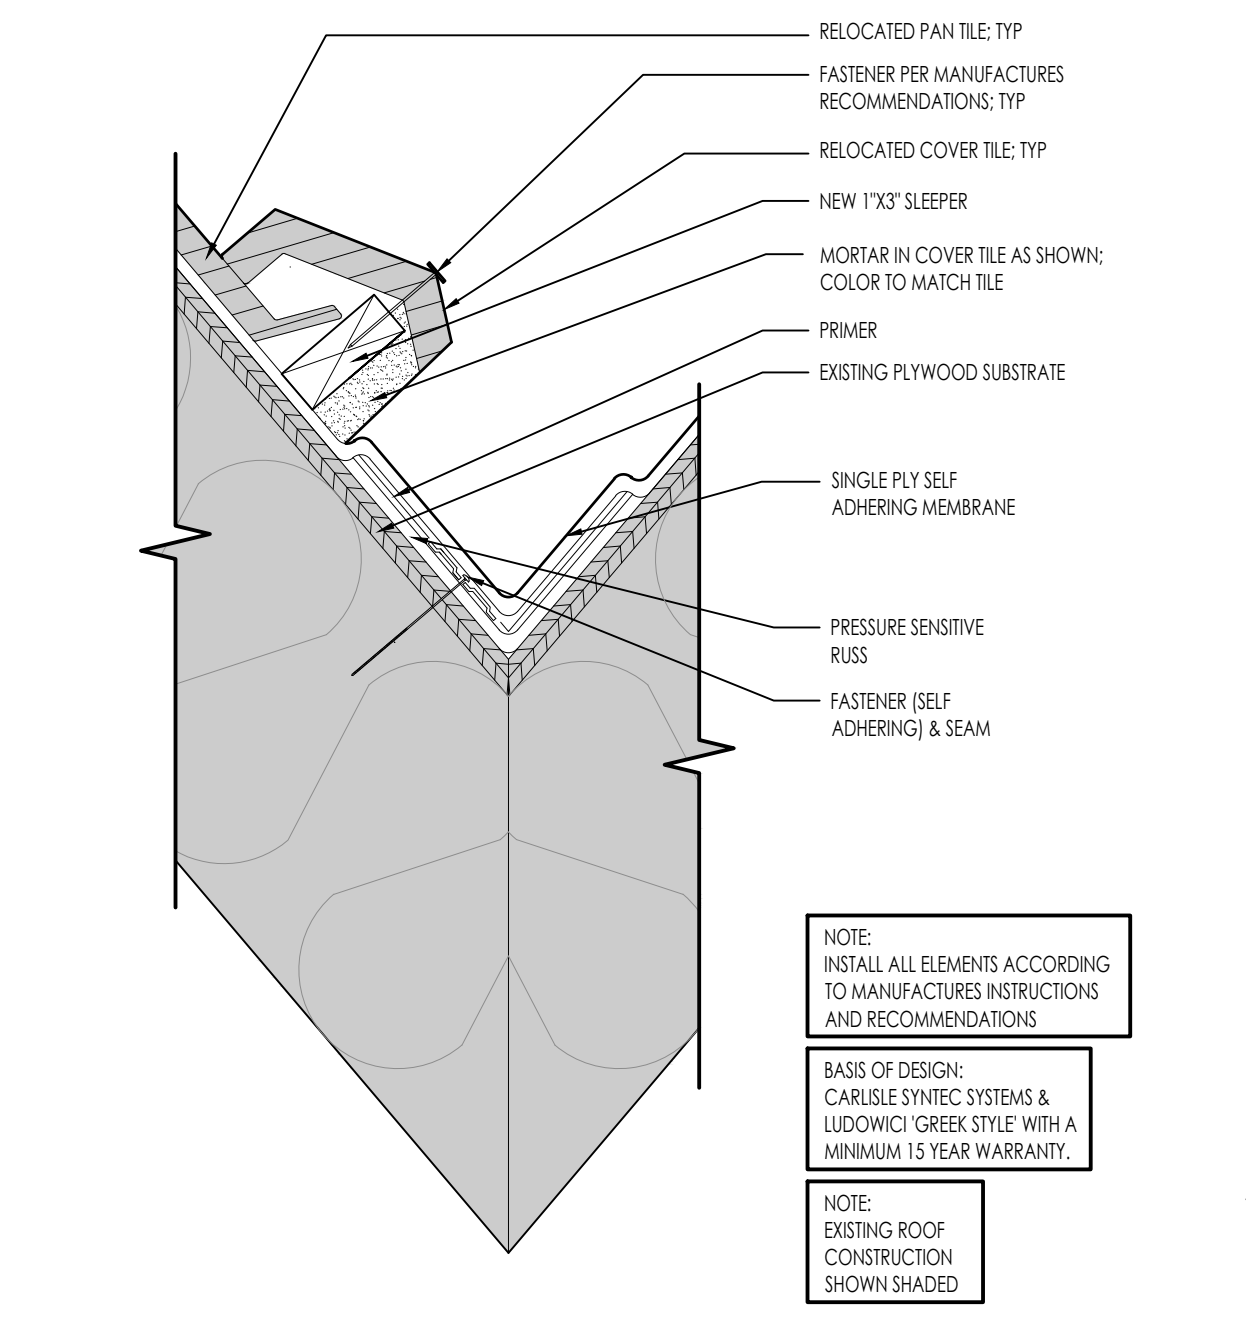 RELOCATED PAN TILE; TYP
FASTENER PER MANUFACTURES
RECOMMENDATIONS; TYP
RELOCATED COVER TILE; TYP
NEW 1"X3" SLEEPER
MORTAR IN COVER TILE AS SHOWN;
COLOR TO MATCH TILE
PRIMER
EXISTING PLYWOOD SUBSTRATE
SINGLE PLY SELF
ADHERING MEMBRANE
PRESSURE SENSITIVE
RUSS
FASTENER (SELF
ADHERING) & SEAM
NOTE:
INSTALL ALL ELEMENTS ACCORDING
TO MANUFACTURES INSTRUCTIONS
AND RECOMMENDATIONS
BASIS OF DESIGN:
CARLISLE SYNTEC SYSTEMS &
LUDOWICI 'GREEK STYLE' WITH A
MINIMUM 15 YEAR WARRANTY.
NOTE:
EXISTING ROOF
CONSTRUCTION
SHOWN SHADED